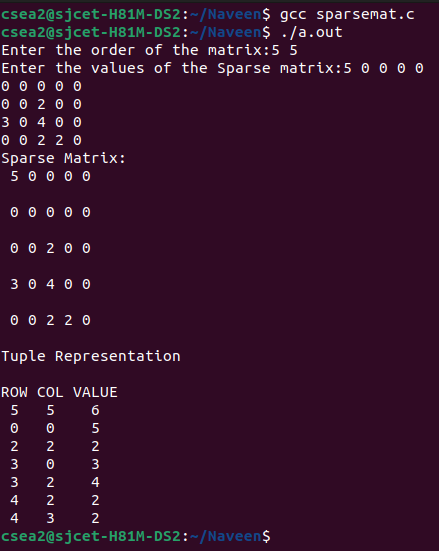 csea2@sjcet-H81M-DS2:~/Naveen$ gcc sparsemat.c
csea2@sjcet-H81M-DS2:~/Naveen$ ./a.out
Enter the order of the matrix:5 5
Enter the values of the Sparse matrix:5 0 0 0 0
0 0 0 0 0
0 0 2 0 0
3 0 4 0 0
0 0 2 2 0
Sparse Matrix:
5 0 0 0 0
0 0 0 0 0
0 0 2 0 0
3 0 4 0 0
0 0 2 2 0
Tuple Representation
ROW COL VALUE
5 5 6
0 0 5
2 2 2
3 0 3
3 2 4
4 2 2
4 3 2
csea2@sjcet-H81M-DS2:~/Naveen$